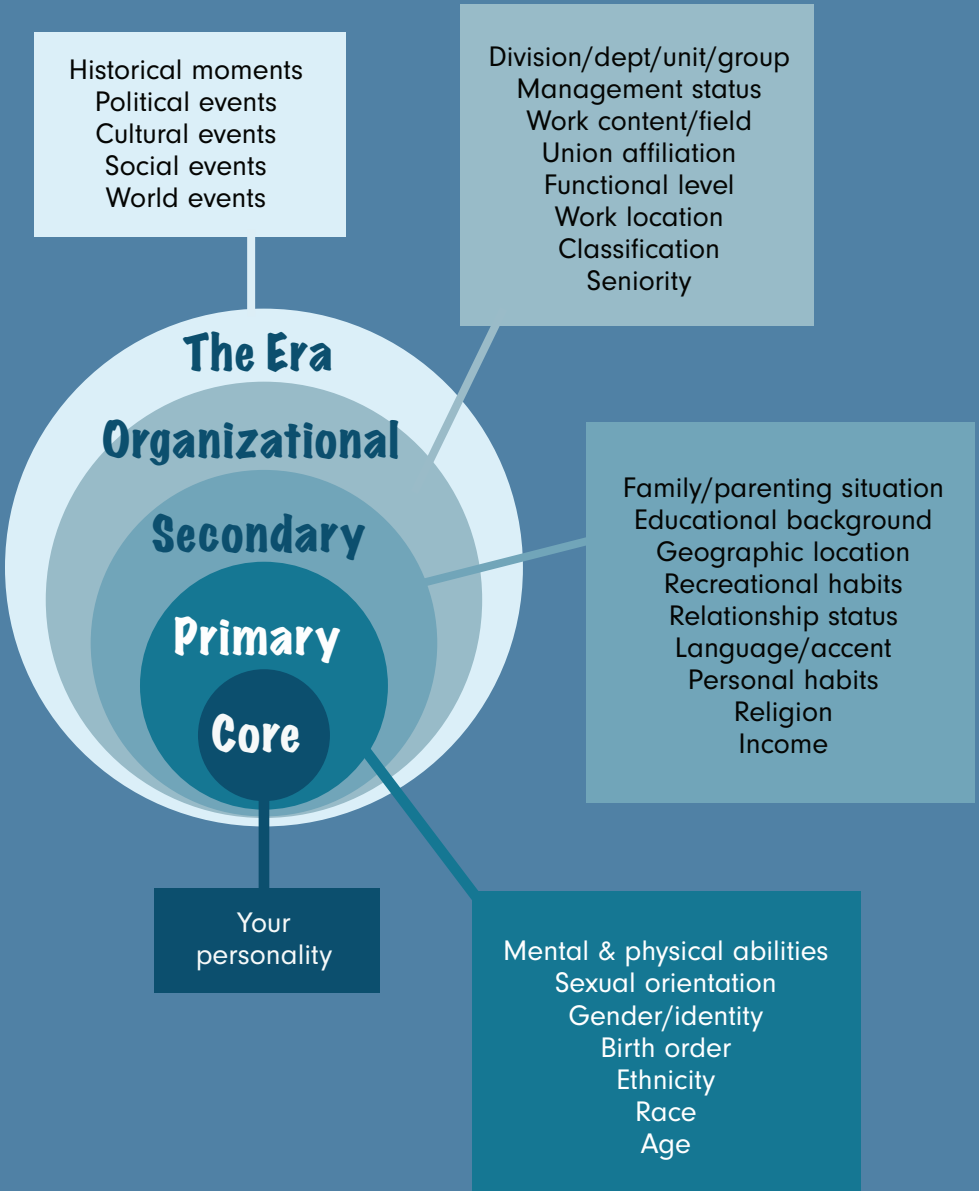 Historical moments
Political events
Cultural events
Social events
World events
Division/dept/unit/group
Management status
Work content/field
Union affiliation
Functional level
Work location
Classification
Seniority
The Era
Organizational
Secondary
Primary
Core
Family/parenting situation
Educational background
Geographic location
Recreational habits
Relationship status
Language/accent
Personal habits
Religion
Income
Your
personality
Mental & physical abilities
Sexual orientation
Gender/identity
Birth order
Ethnicity
Race
Age